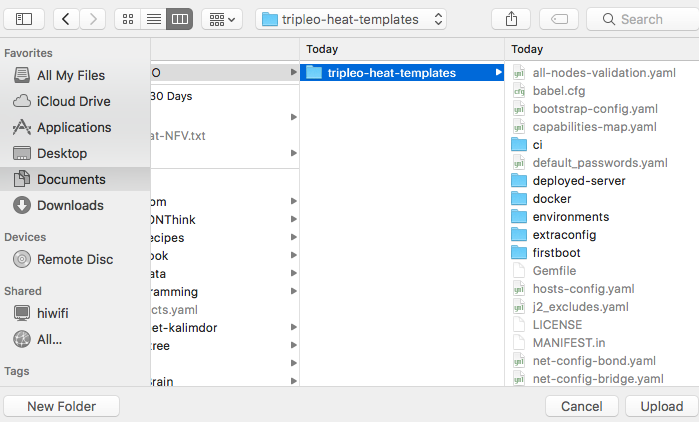 tripleo-heat-templates
Search
Favorites
All My Files
iCloud Drive
Applications
Desktop
Documents
Downloads
Devices
Remote Disc
Shared
hiwifi
All...
Tags
O
30 Days
at-NFV.txt
om
ONThink
ecipes
ook
ata
ramming
ects.yaml
et-kalimdor
tree
Brain
Today
tripleo-heat-templates
Today
all-nodes-validation.yaml
babel.cfg
bootstrap-config.yaml
capabilities-map.yaml
ci
default_passwords.yaml
deployed-server
docker
environments
extraconfig
firstboot
Gemfile
hosts-config.yaml
j2_excludes.yaml
LICENSE
MANIFEST.in
net-config-bond.yaml
net-config-bridge.yaml
New Folder
Cancel
Upload